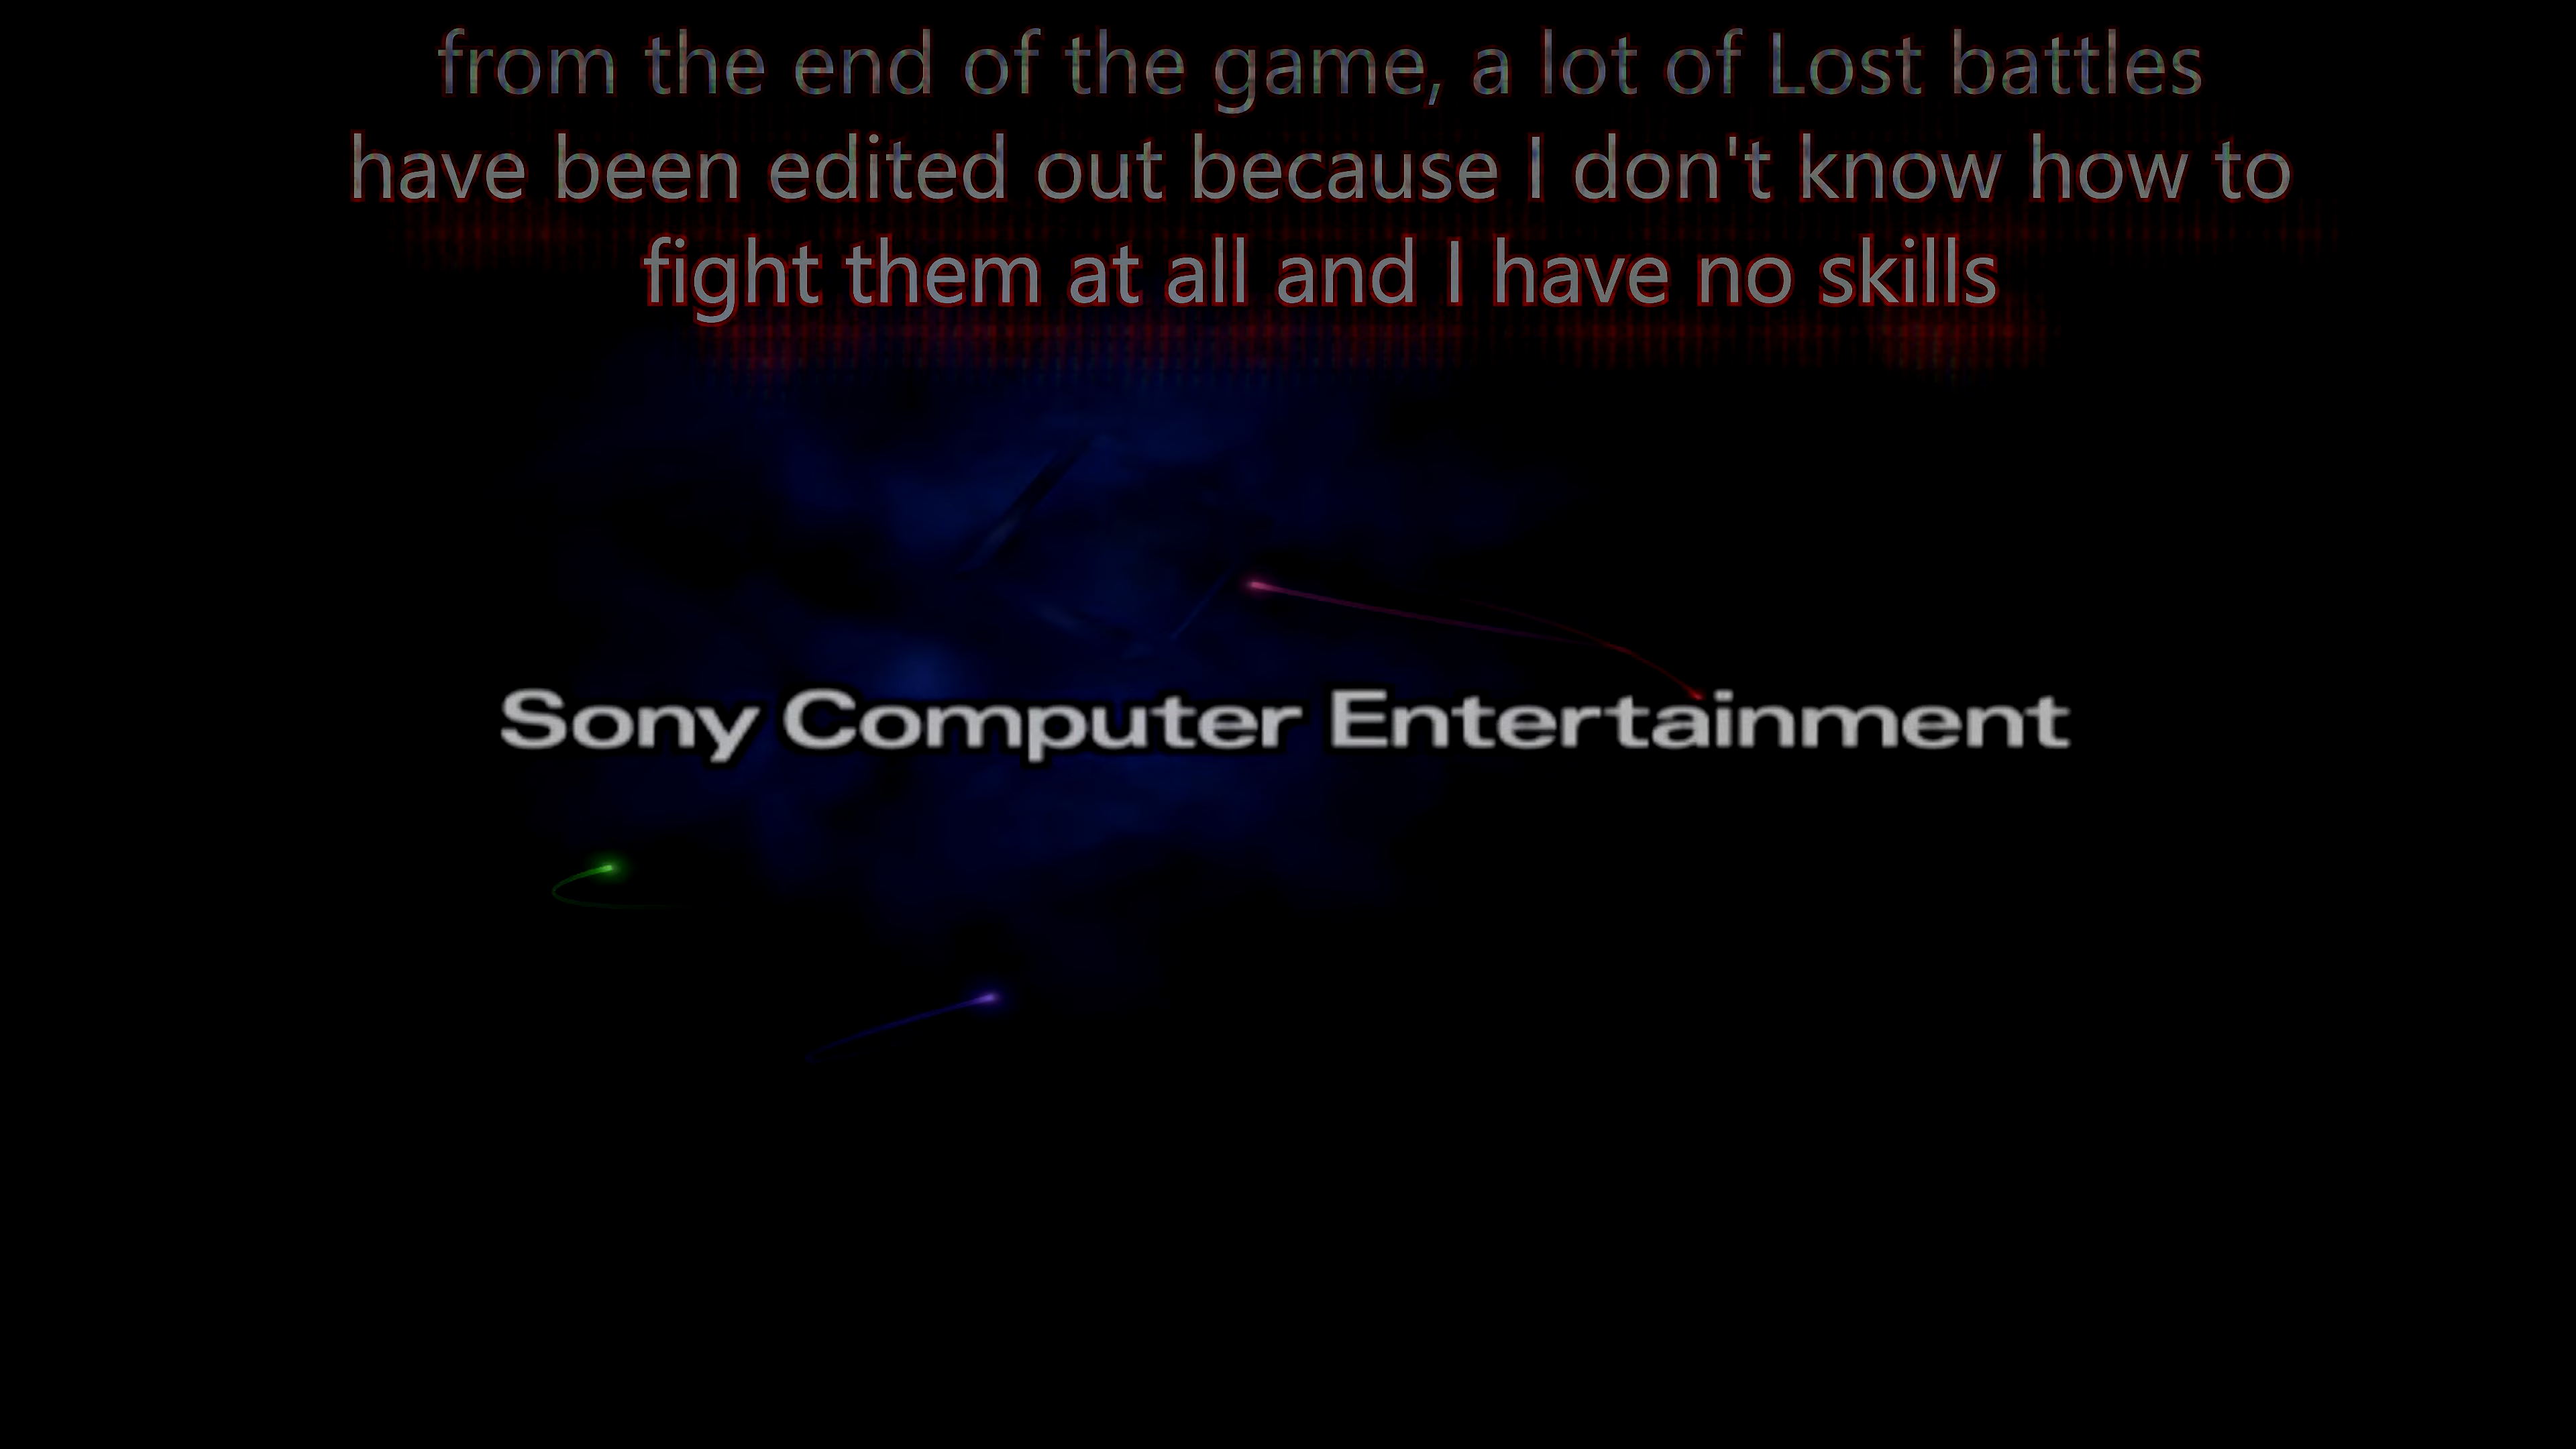 from the end of the game, a lot of Lost battles
have been edited out because I don't know how to
fight them at all and I have no skills
Sony Computer Entertainment